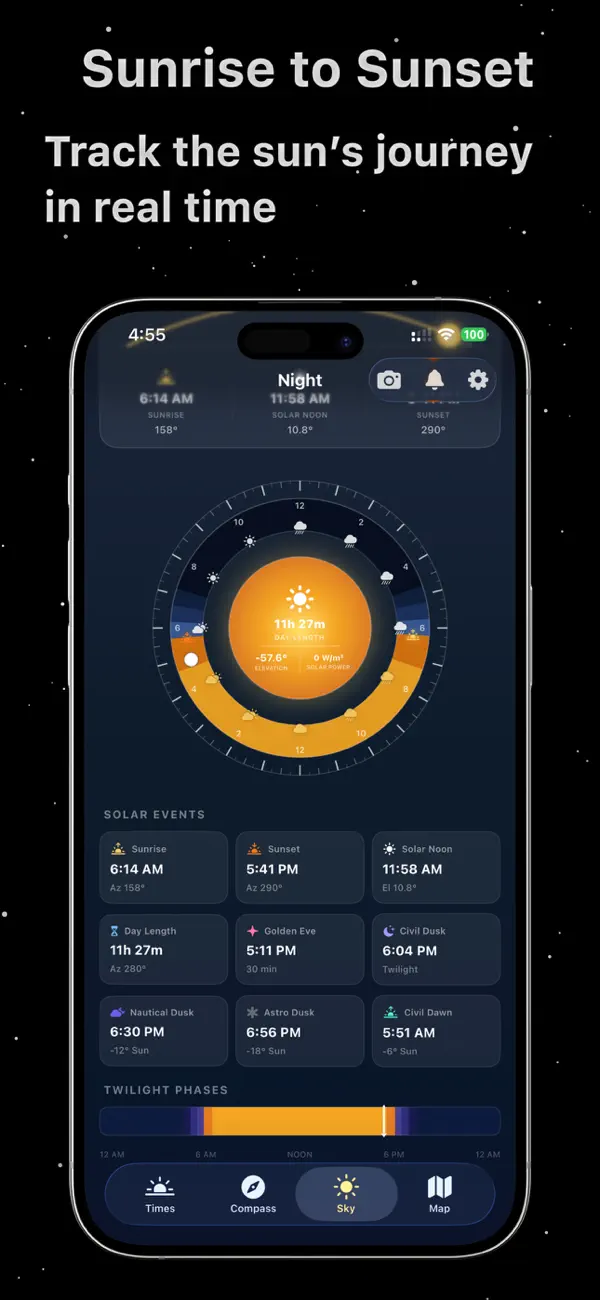 Sunrise to Sunset
Track the sun’s journey
in real time
4:55
100
Night
6:14 AM
11:58 AM
SUNRISE
SOLAR NOON
SUNSET
158°
10.8°
290°
12
10
2
8
4
6
6
4
8
2
10
12
11h 27m
DAY LENGTH
-57.6°
0 W/m²
ELEVATION
SOLAR POWER
SOLAR EVENTS
Sunrise
Sunset
Solar Noon
6:14 AM
5:41 PM
11:58 AM
Az 158°
Az 290°
El 10.8°
Day Length
Golden Eve
Civil Dusk
11h 27m
5:11 PM
6:04 PM
Az 280°
30 min
Twilight
Nautical Dusk
Astro Dusk
Civil Dawn
6:30 PM
6:56 PM
5:51 AM
-12° Sun
-18° Sun
-6° Sun
TWILIGHT PHASES
12 AM
6 AM
NOON
6 PM
12 AM
Times
Compass
Sky
Map